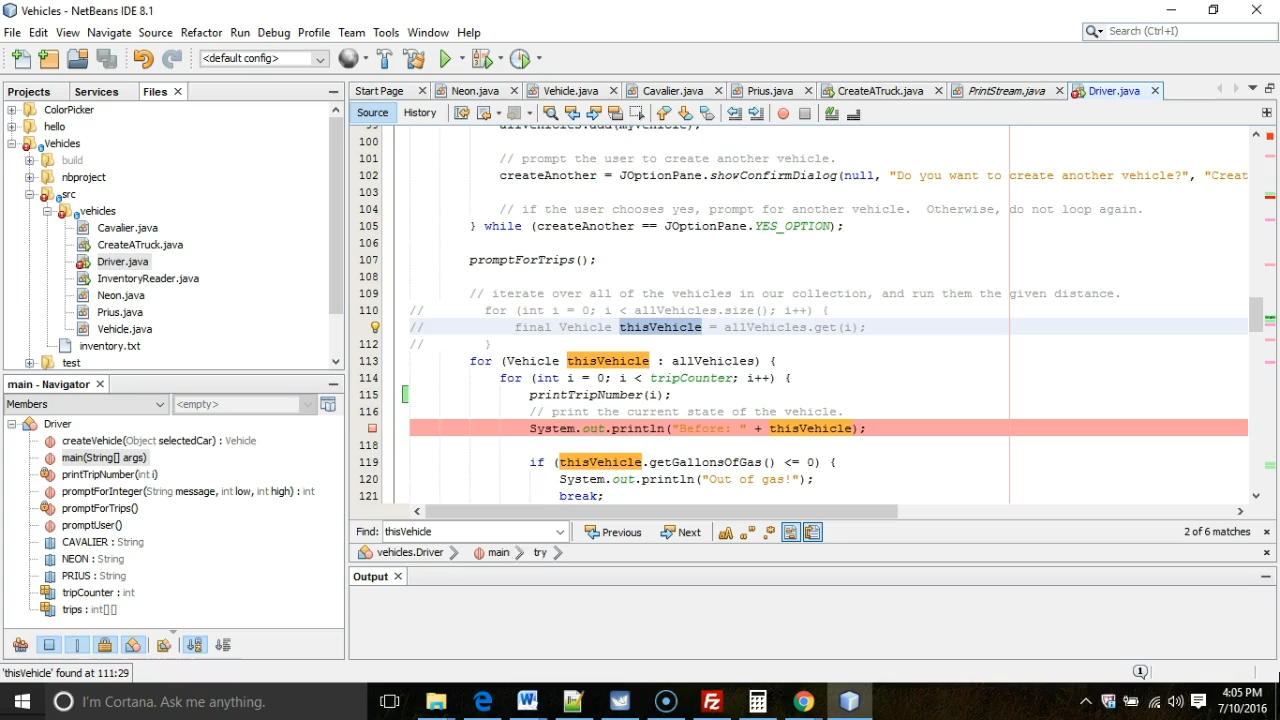 Vehicles - NetBeans IDE 8.1
File Edit View Navigate Source Refactor Run Debug Profile Team Tools Window Help
Search (Ctrl+I)
<default config>
Projects Services Files
Start Page Neon.java Vehicle.java Cavalier.java Prius.java CreateATruck.java PrintStream.java Driver.java
Source History
ColorPicker
hello
Vehicles
build
nbproject
src
vehicles
Cavalier.java
CreateATruck.java
Driver.java
InventoryReader.java
Neon.java
Prius.java
Vehicle.java
inventory.txt
test
99 allVehicles.add(myVehicle);
100
101 // prompt the user to create another vehicle.
102 createAnother = JOptionPane.showConfirmDialog(null, "Do you want to create another vehicle?", "Creat
103
104 // if the user chooses yes, prompt for another vehicle.  Otherwise, do not loop again.
105 } while (createAnother == JOptionPane.YES_OPTION);
106
107 promptForTrips();
108
109 // iterate over all of the vehicles in our collection, and run them the given distance.
110 // for (int i = 0; i < allVehicles.size(); i++) {
// final Vehicle thisVehicle = allVehicles.get(i);
112 // }
113 for (Vehicle thisVehicle : allVehicles) {
114 for (int i = 0; i < tripCounter; i++) {
115 printTripNumber(i);
116 // print the current state of the vehicle.
System.out.println("Before: " + thisVehicle);
118
119 if (thisVehicle.getGallonsOfGas() <= 0) {
120 System.out.println("Out of gas!");
121 break;
main - Navigator
Members <empty>
Driver
createVehicle(Object selectedCar) : Vehicle
main(String[] args)
printTripNumber(int i)
promptForInteger(String message, int low, int high) : int
promptForTrips()
promptUser()
CAVALIER : String
NEON : String
PRIUS : String
tripCounter : int
trips : int[][]
Find: thisVehicle Previous Next 2 of 6 matches
vehicles.Driver main try
Output
'thisVehicle' found at 111:29
1
I'm Cortana. Ask me anything.
4:05 PM
7/10/2016